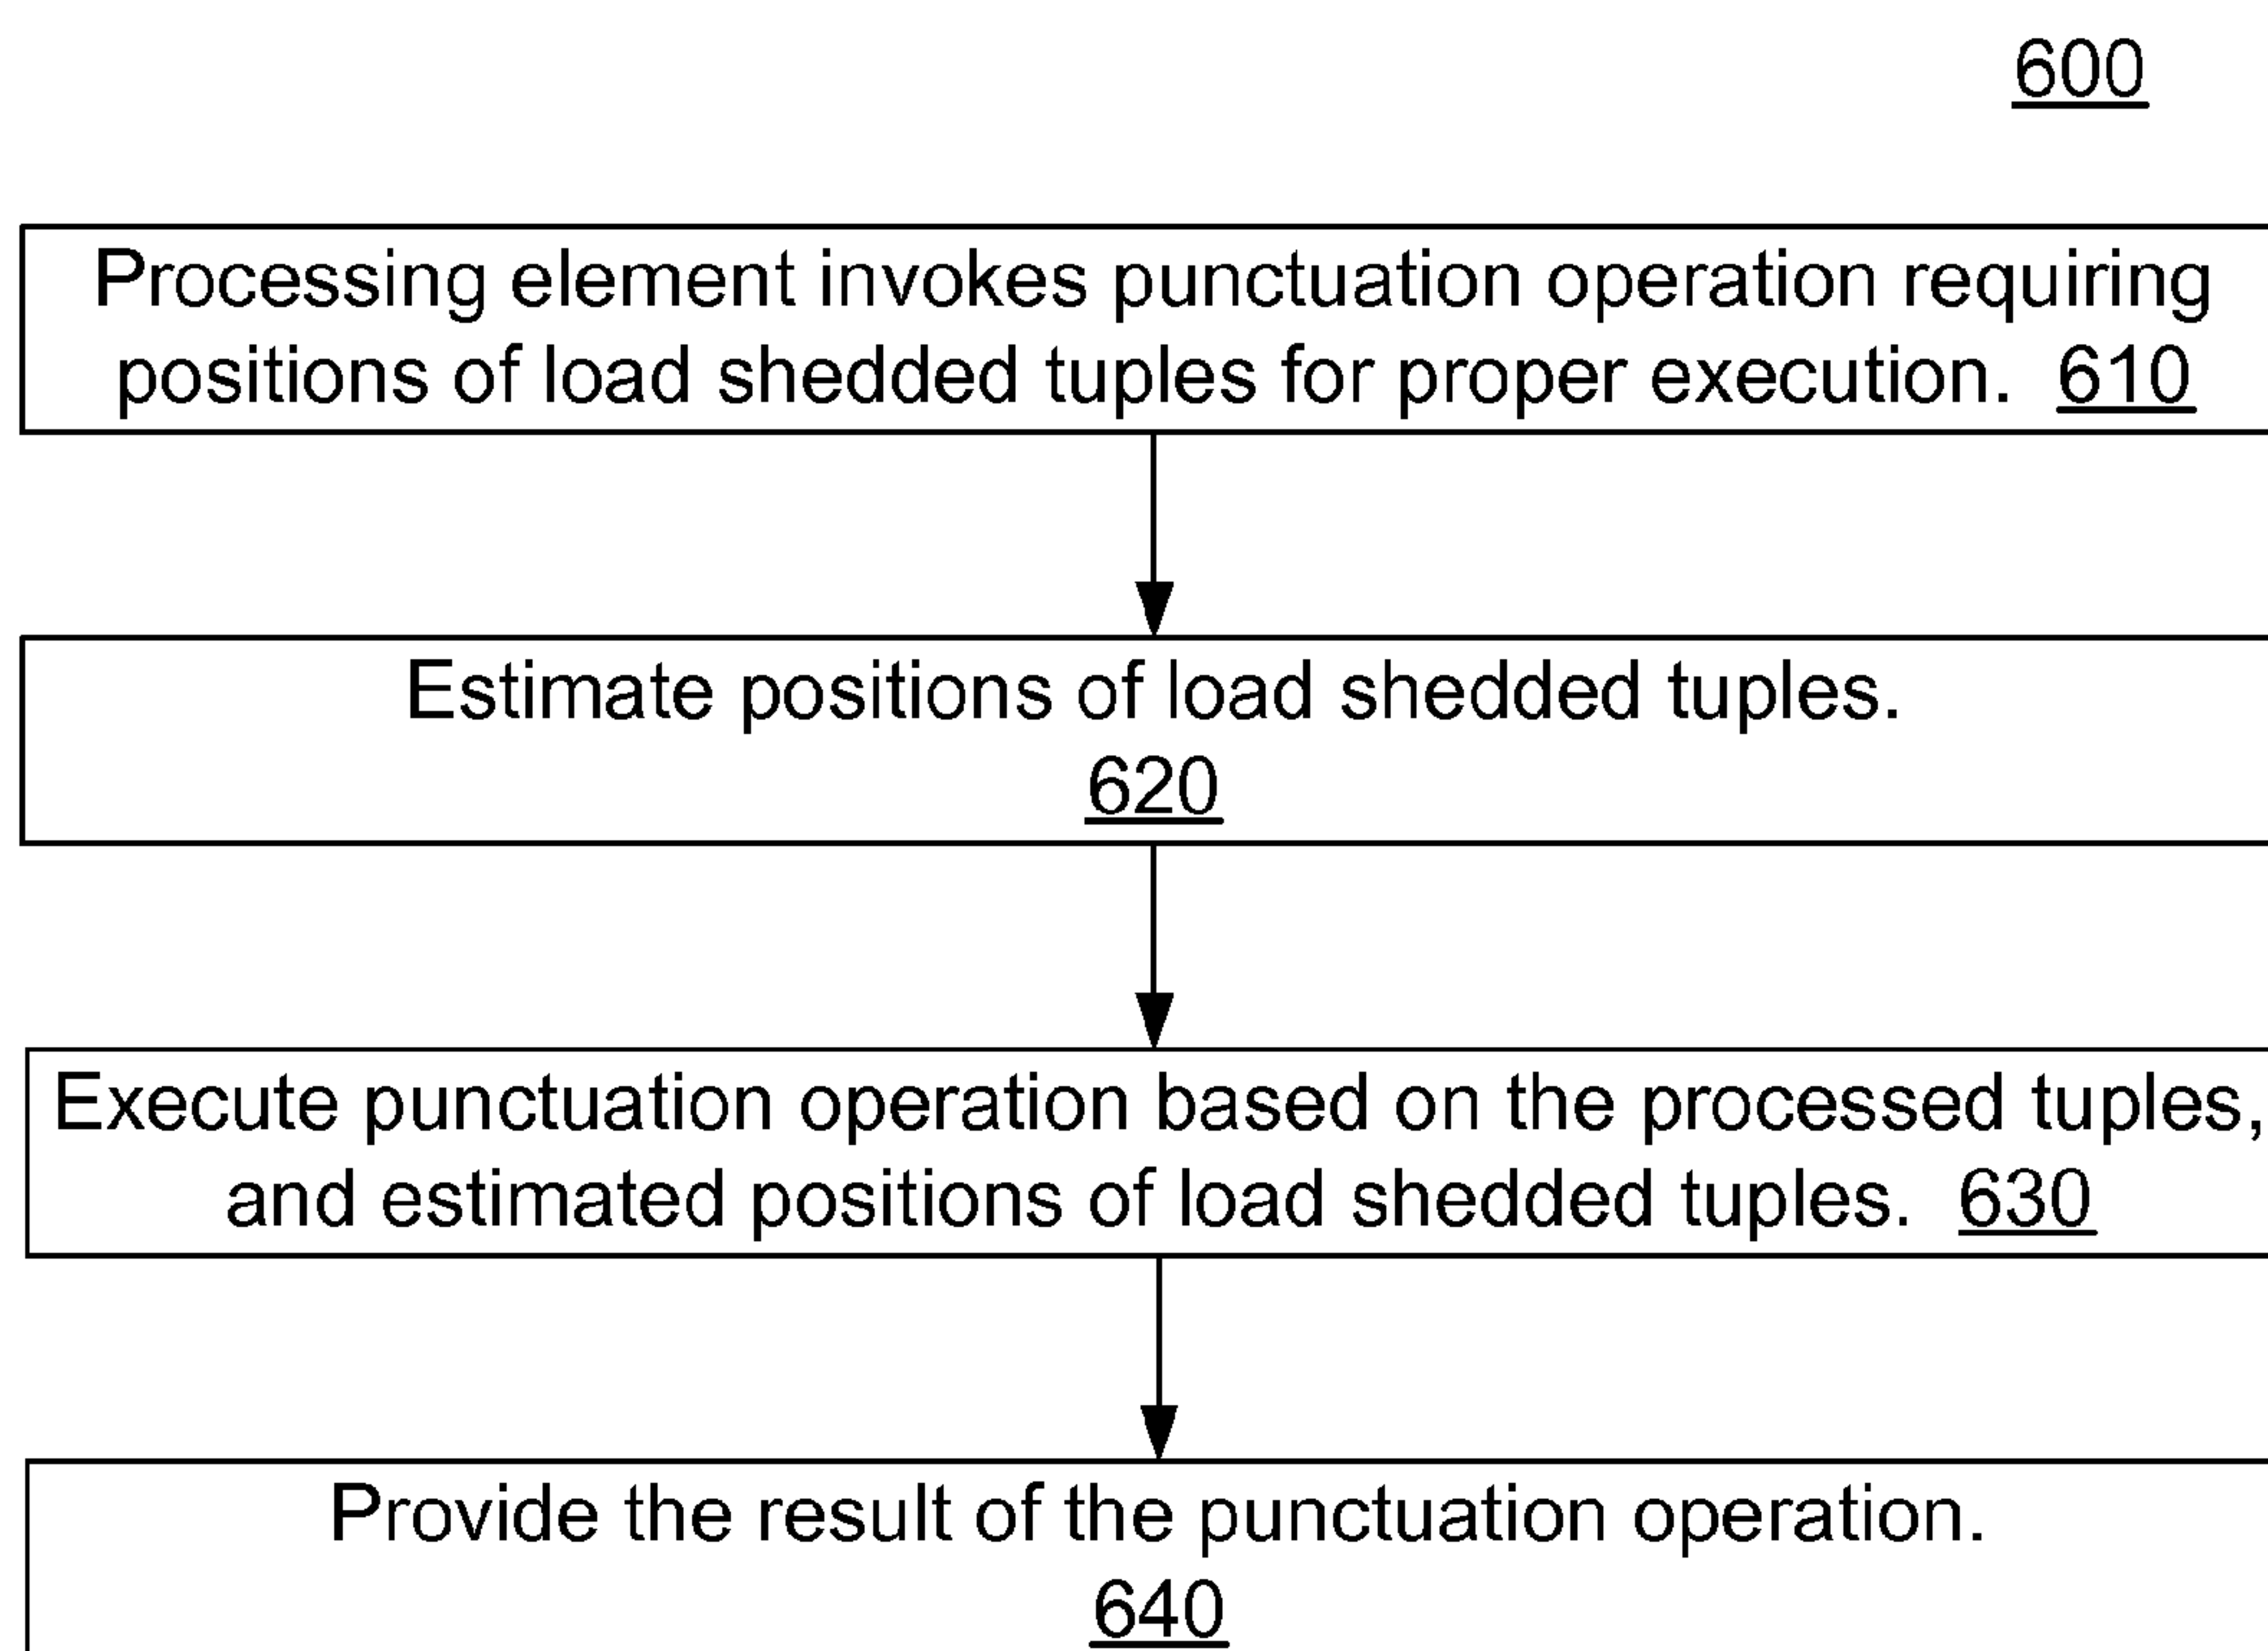 600
Processing element invokes punctuation operation requiring
positions of load shedded tuples for proper execution. 610
Estimate positions of load shedded tuples.
620
Execute punctuation operation based on the processed tuples,
and estimated positions of load shedded tuples. 630
Provide the result of the punctuation operation.
640